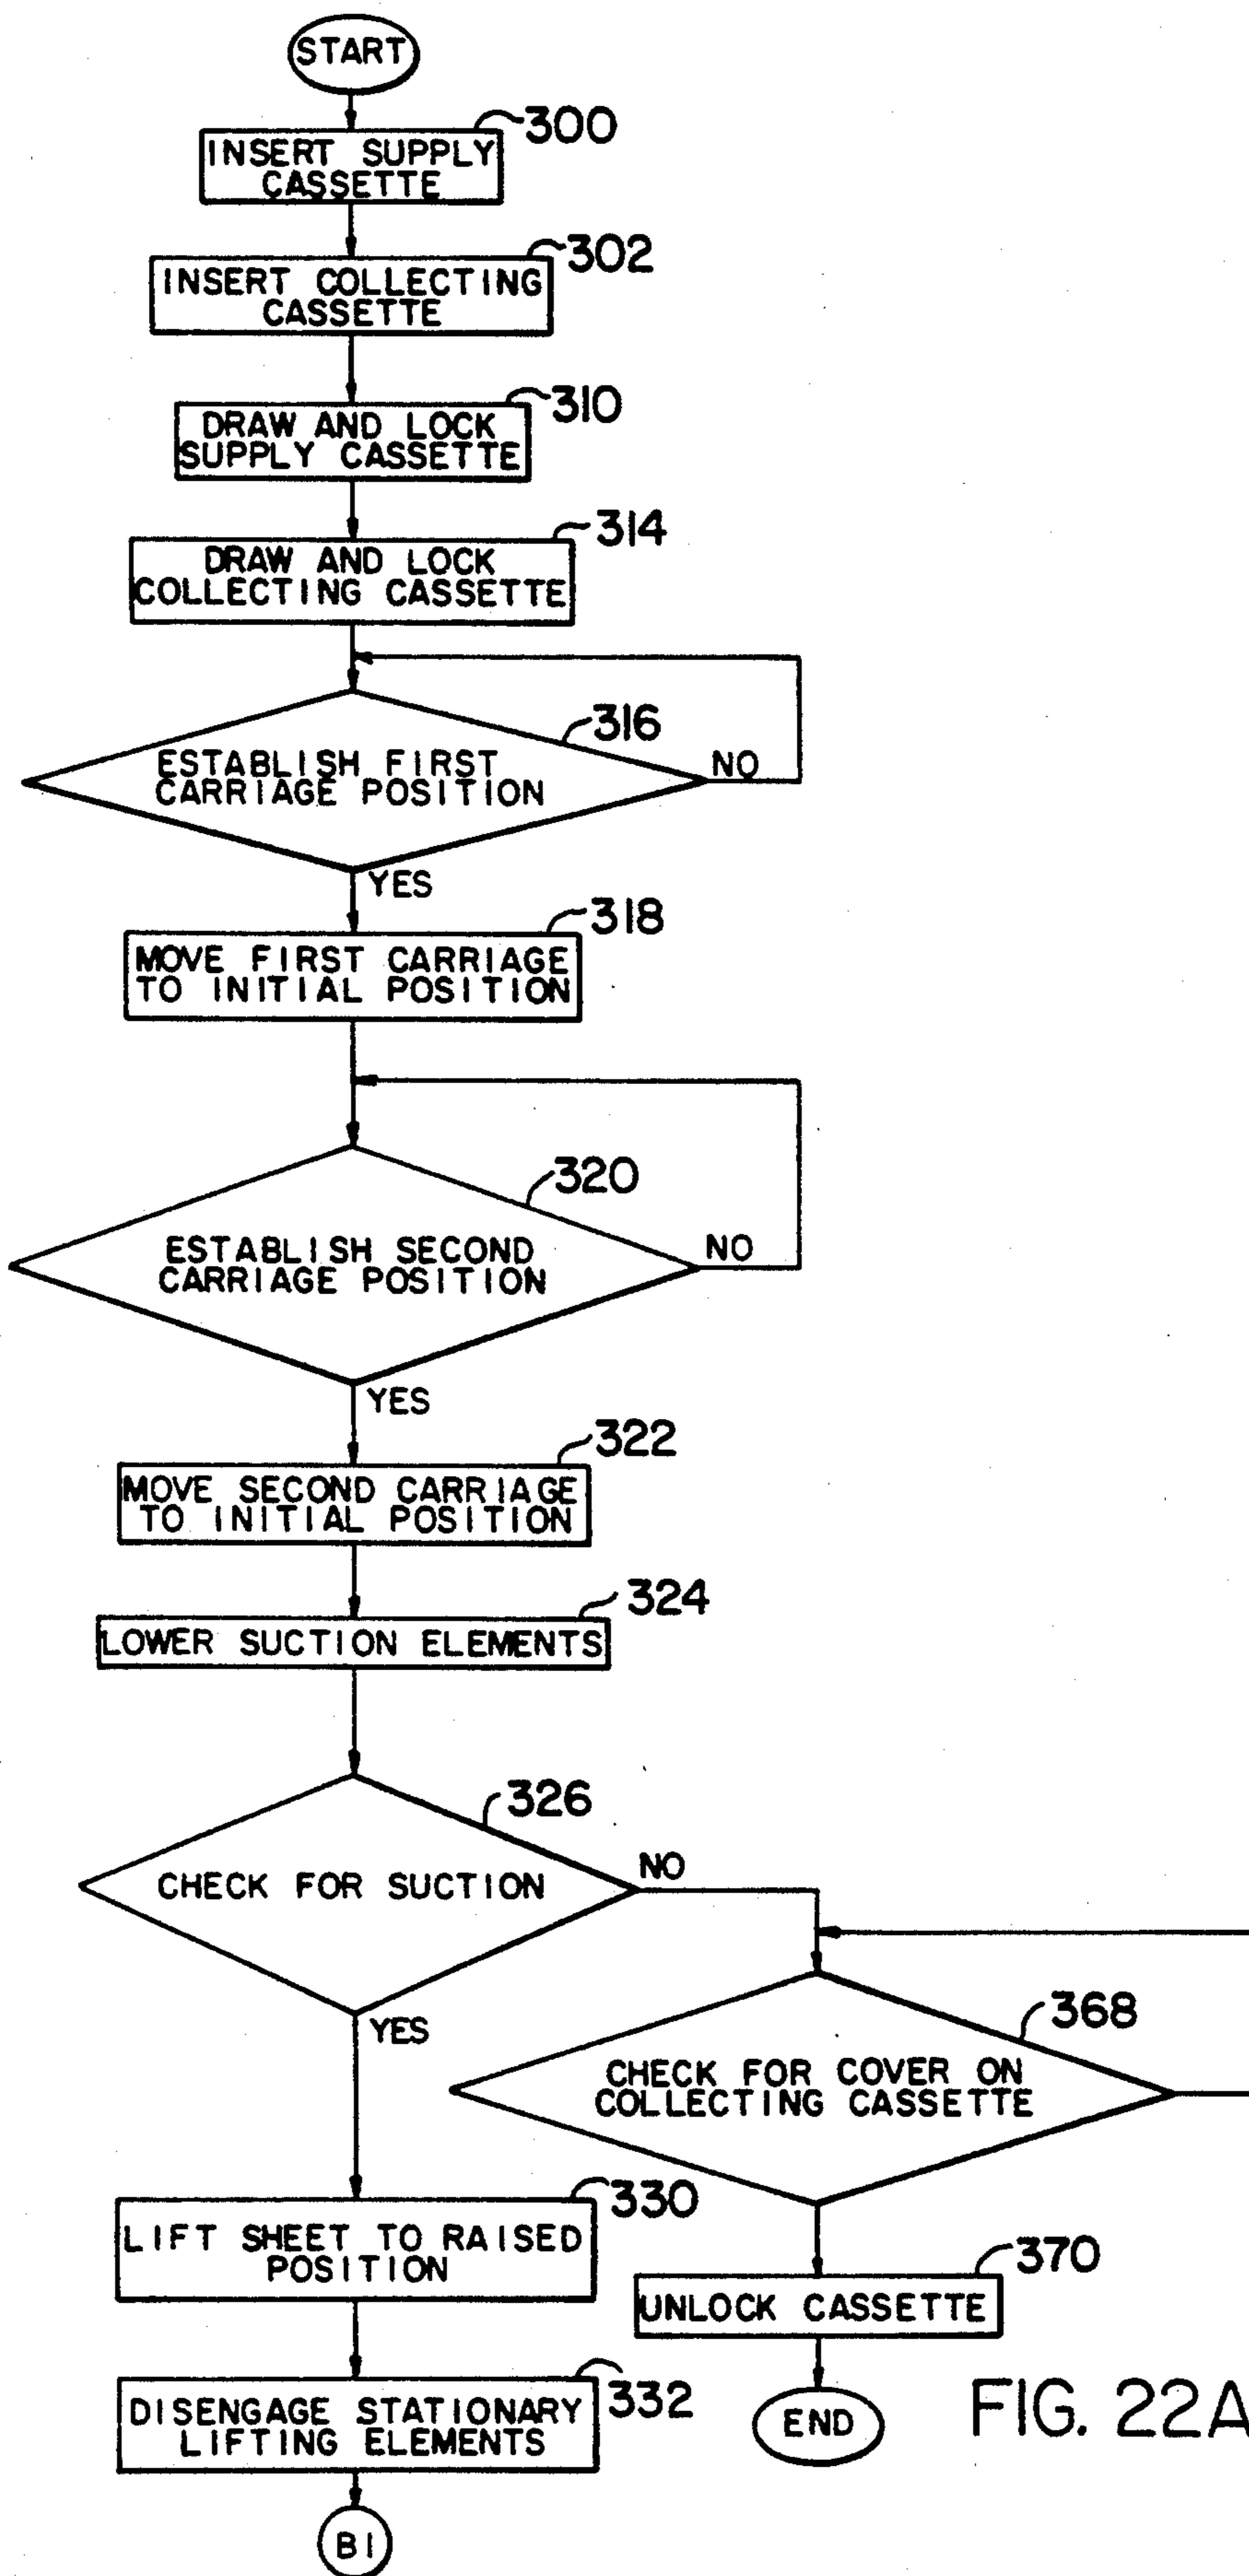 START
300
INSERT SUPPLY
CASSETTE
302
INSERT COLLECTING
CASSETTE
310
DRAW AND LOCK
SUPPLY CASSETTE
314
DRAW AND LOCK
COLLECTING CASSETTE
316
ESTABLISH FIRST
CARRIAGE POSITION
NO
YES
318
MOVE FIRST CARRIAGE
TO INITIAL POSITION
320
ESTABLISH SECOND
CARRIAGE POSITION
NO
YES
322
MOVE SECOND CARRIAGE
TO INITIAL POSITION
324
LOWER SUCTION ELEMENTS
326
CHECK FOR SUCTION
NO
YES
368
CHECK FOR COVER ON
COLLECTING CASSETTE
330
LIFT SHEET TO RAISED
POSITION
370
UNLOCK CASSETTE
332
DISENGAGE STATIONARY
LIFTING ELEMENTS
END
FIG. 22A
B1